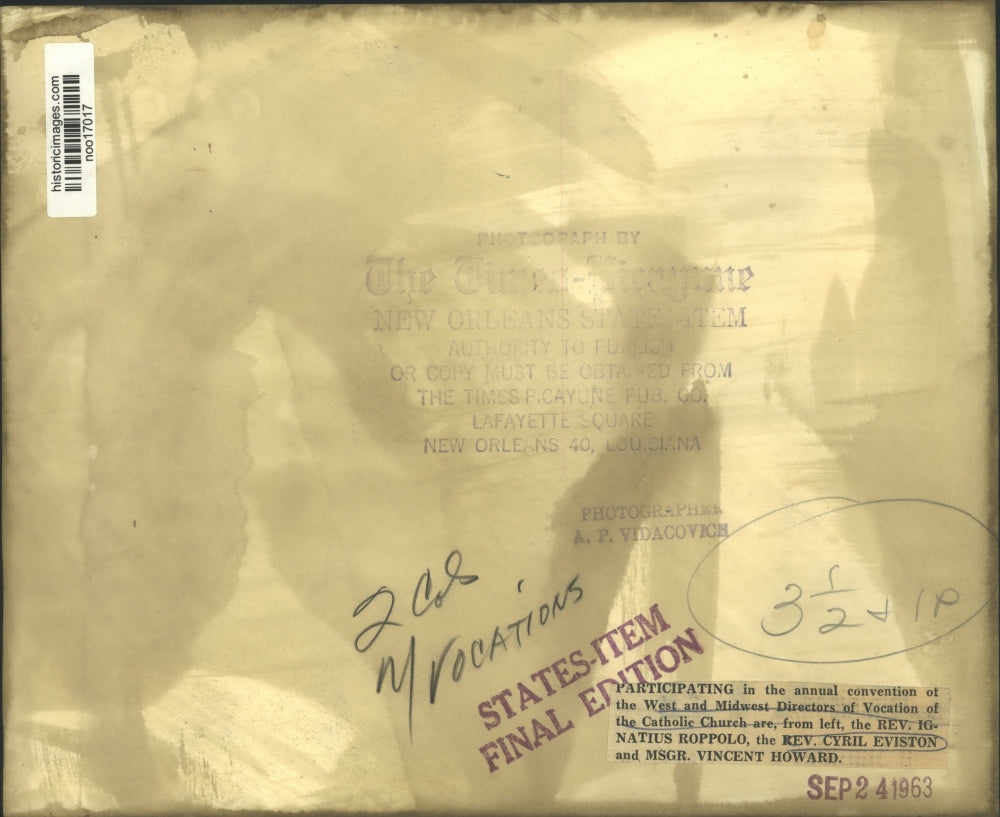 historicimages.com
noo17017
PHOTOGRAPH BY
The Times-Picayune
NEW ORLEANS STATES-ITEM
AUTHORITY TO PUBLISH
OR COPY MUST BE OBTAINED FROM
THE TIMES PICAYUNE PUB. CO.
LAFAYETTE SQUARE
NEW ORLEANS 40, LOUISIANA
PHOTOGRAPHER
A. P. VIDACOVICH
2 Col
VOCATIONS
3 1/2
STATES-ITEM
FINAL EDITION
PARTICIPATING in the annual convention of
the West and Midwest Directors of Vocation of
the Catholic Church are, from left, the REV. IG-
NATIUS ROPPOLO, the REV. CYRIL EVISTON
and MSGR. VINCENT HOWARD.
SEP 24 1963